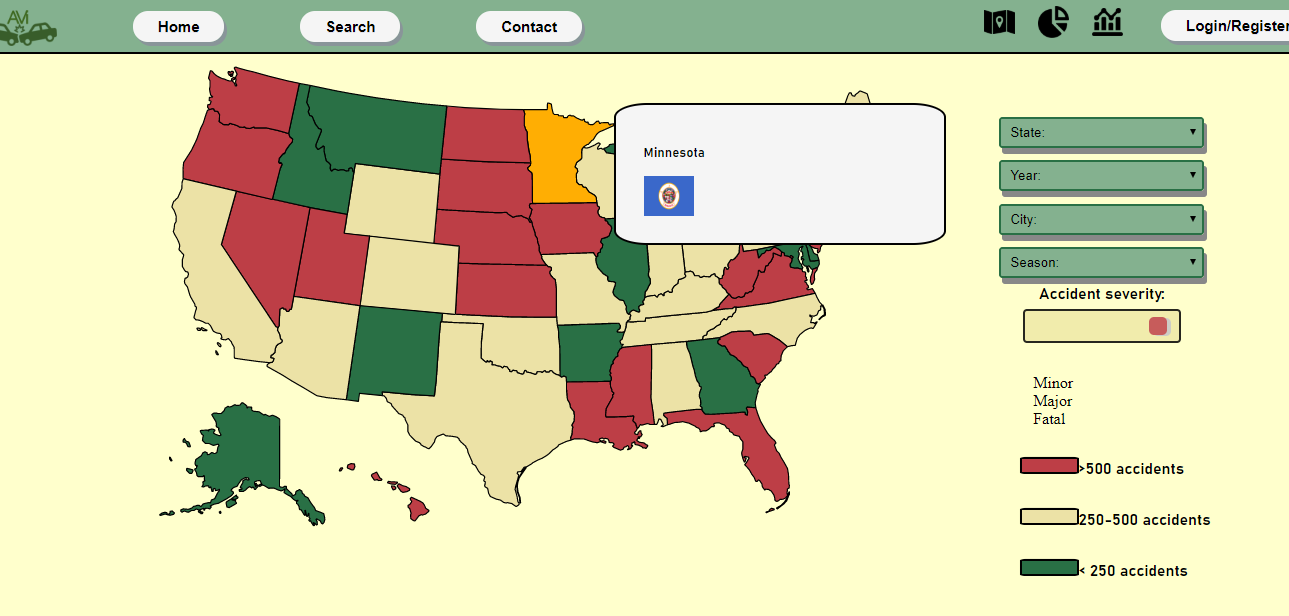 AVi
Home
Search
Contact
Login/Register
Minnesota
State:
Year:
City:
Season:
Accident severity:
Minor
Major
Fatal
>500 accidents
250-500 accidents
< 250 accidents